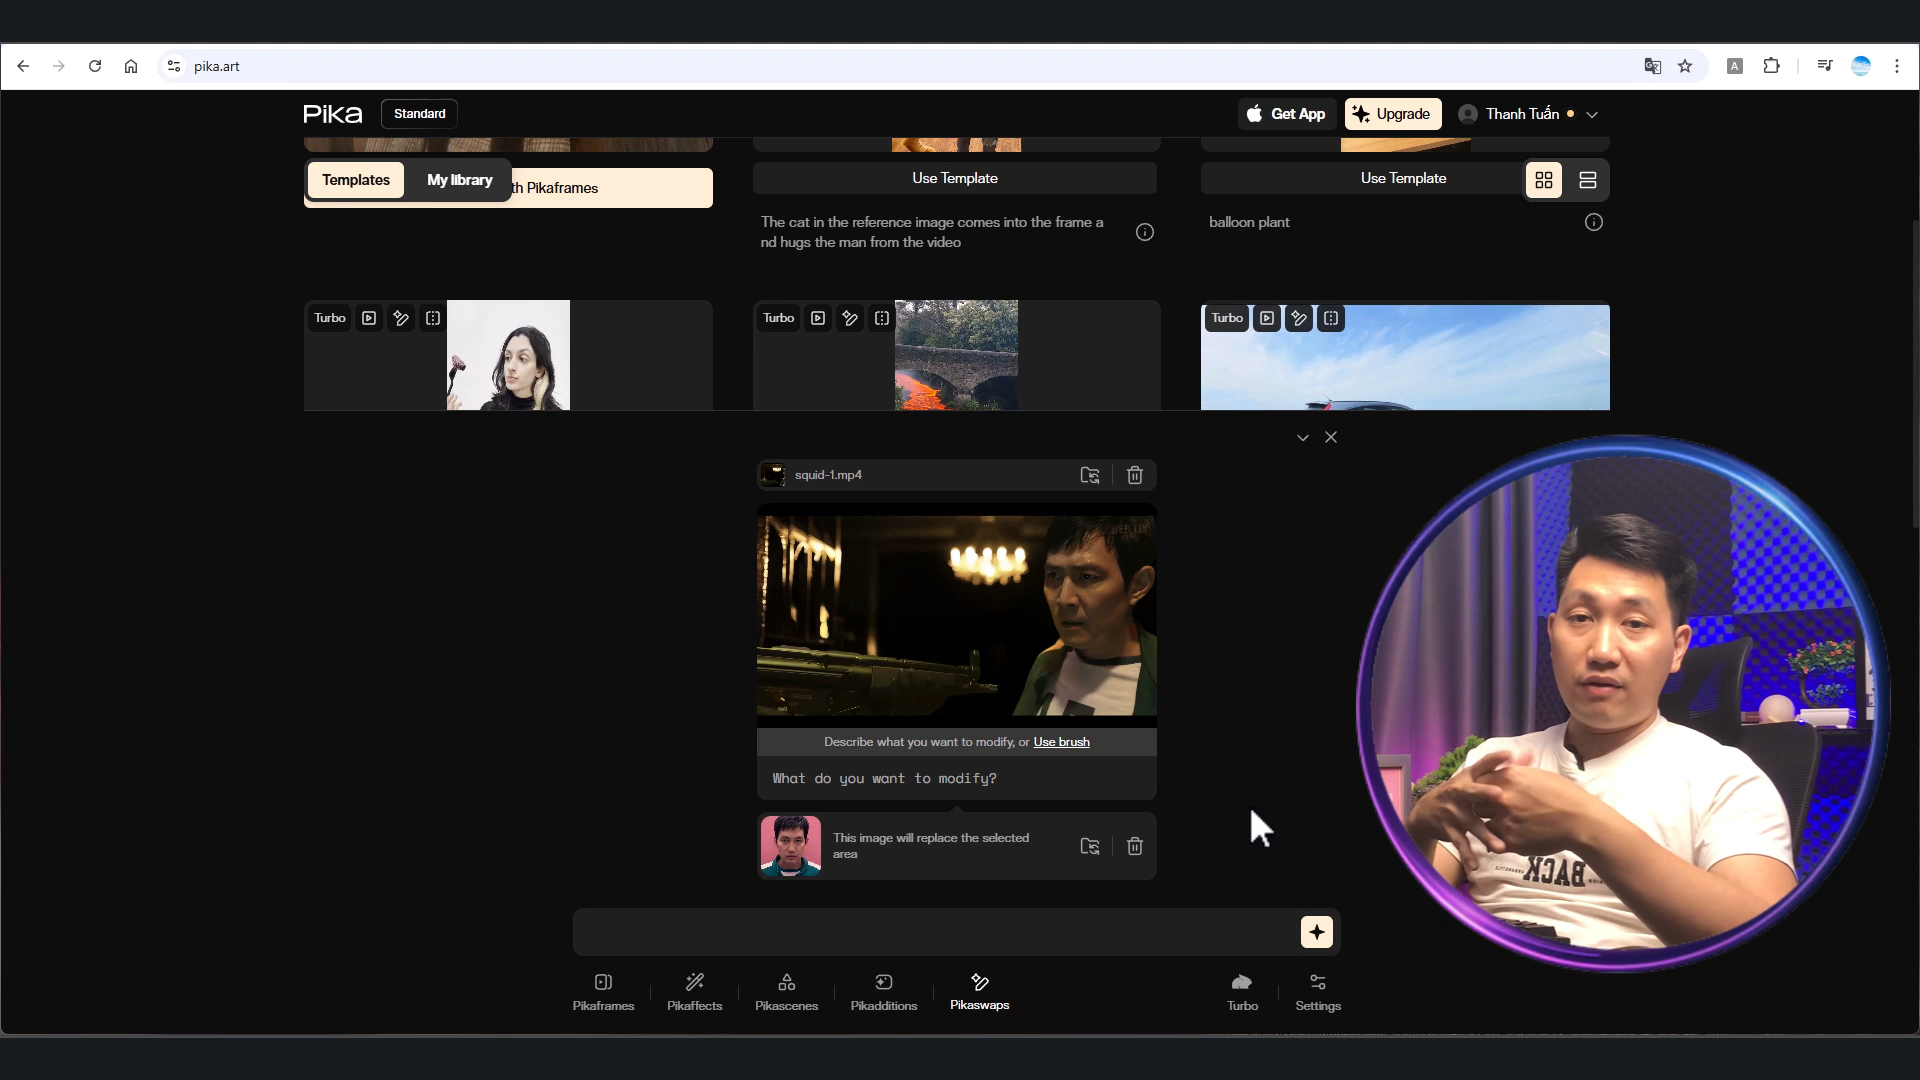 pika.art
Pika
Standard
Get App
Upgrade
Thanh Tuấn
Templates
My library
th Pikaframes
Use Template
Use Template
The cat in the reference image comes into the frame a
nd hugs the man from the video
balloon plant
Turbo
Turbo
Turbo
squid-1.mp4
Describe what you want to modify, or Use brush
What do you want to modify?
This image will replace the selected
area
BACK
Pikaframes
Pikaffects
Pikascenes
Pikadditions
Pikaswaps
Turbo
Settings